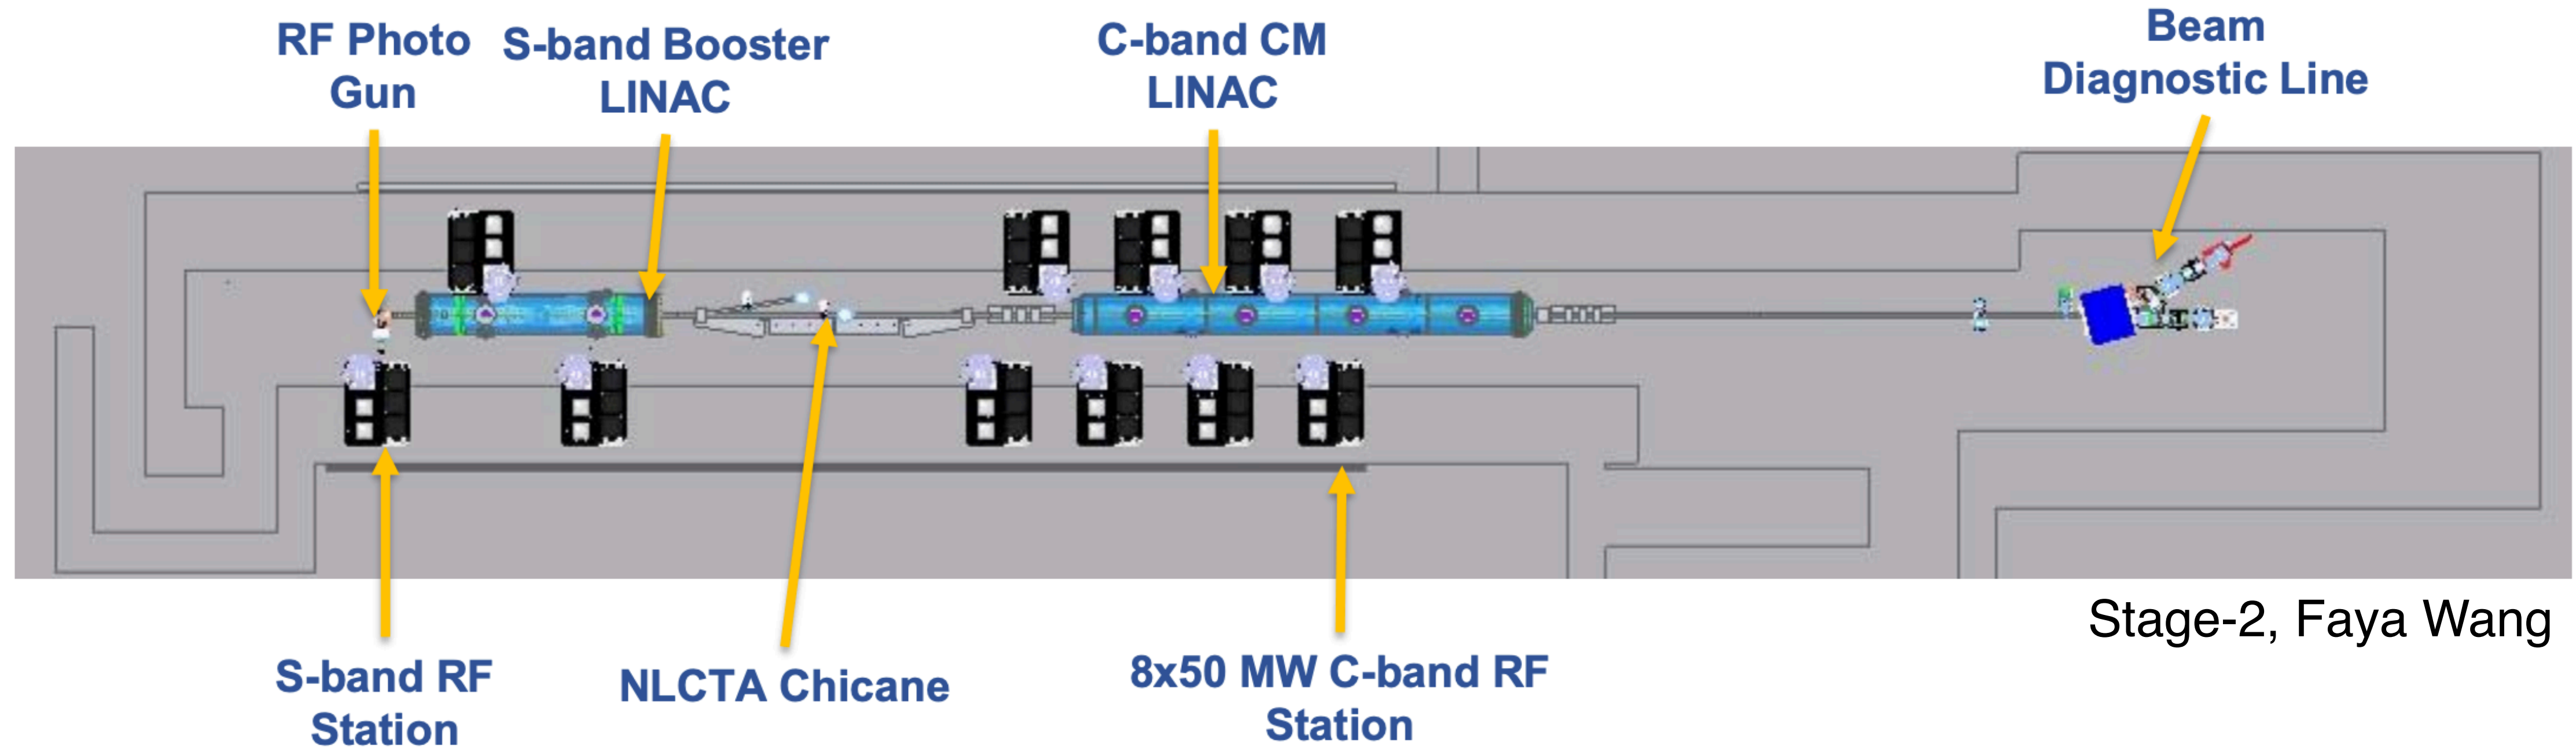 RF Photo
Gun
S-band Booster
LINAC
C-band CM
LINAC
Beam
Diagnostic Line
Stage-2, Faya Wang
S-band RF
Station
NLCTA Chicane
8x50 MW C-band RF
Station